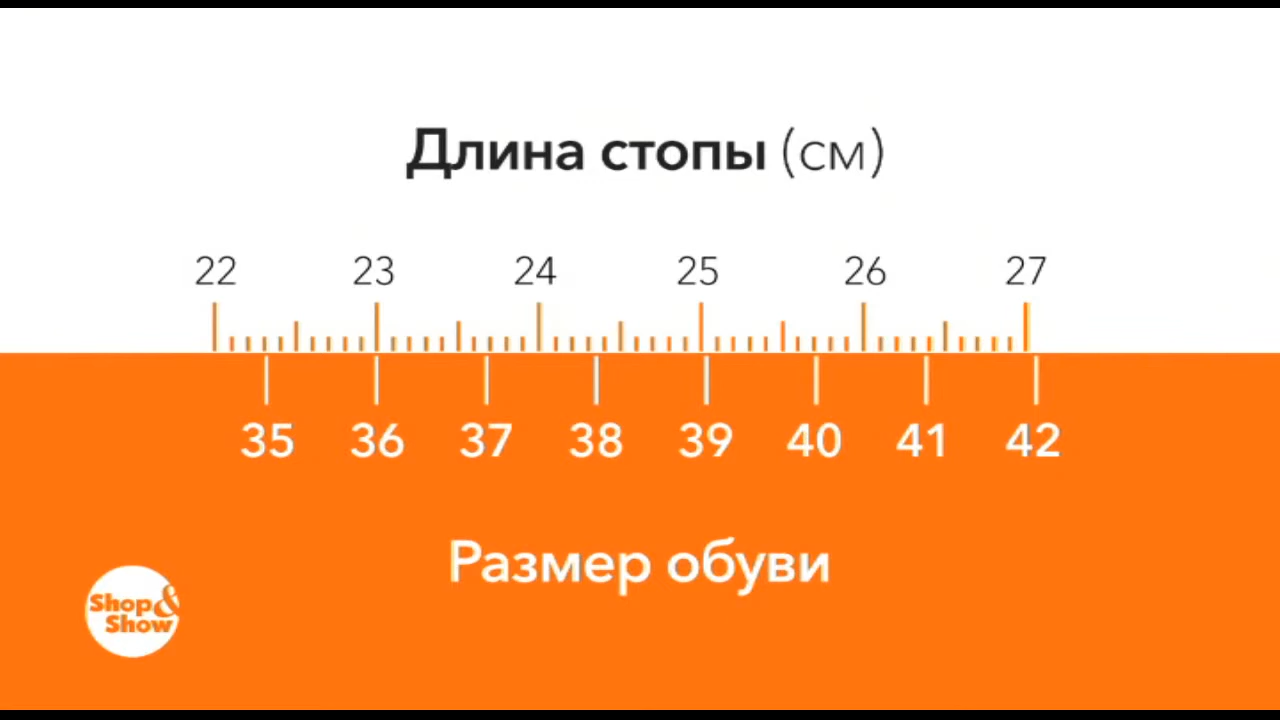 Длина стопы (см)
22 23 24 25 26 27
35 36 37 38 39 40 41 42
Размер обуви
Shop&
Show